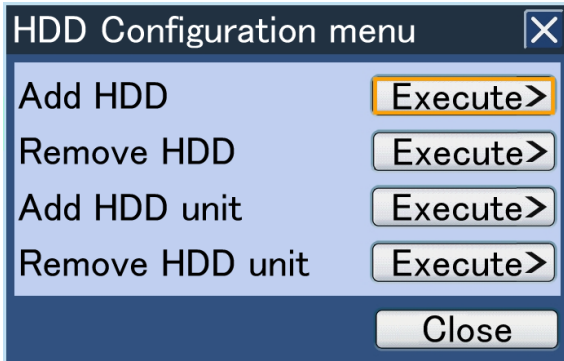 HDD Configuration menu
Add HDD Execute>
Remove HDD Execute>
Add HDD unit Execute>
Remove HDD unit Execute>
Close